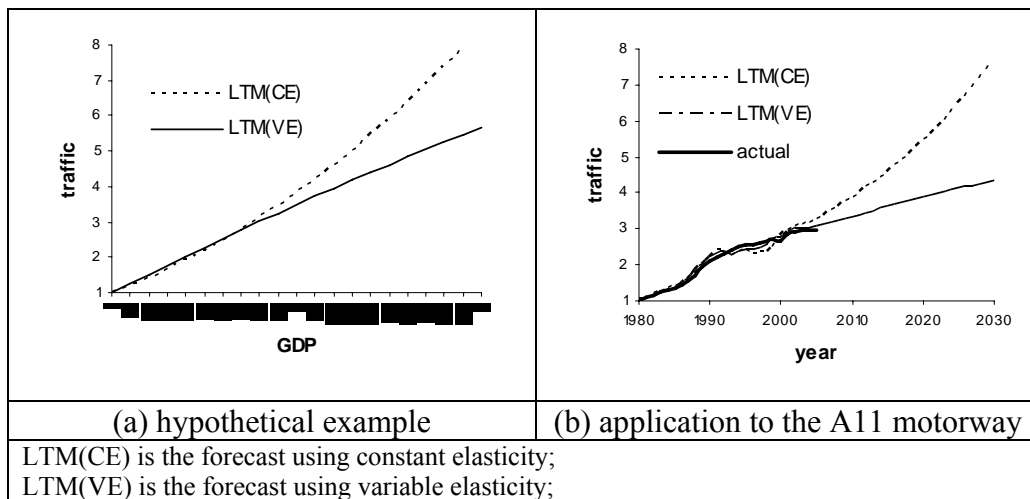 8
7
6
5
4
3
2
1
traffic
LTM(CE)
LTM(VE)
GDP
8
7
6
5
4
3
2
1
traffic
LTM(CE)
LTM(VE)
actual
1980 1990 2000 2010 2020 2030
year
(a) hypothetical example
(b) application to the A11 motorway
LTM(CE) is the forecast using constant elasticity;
LTM(VE) is the forecast using variable elasticity;